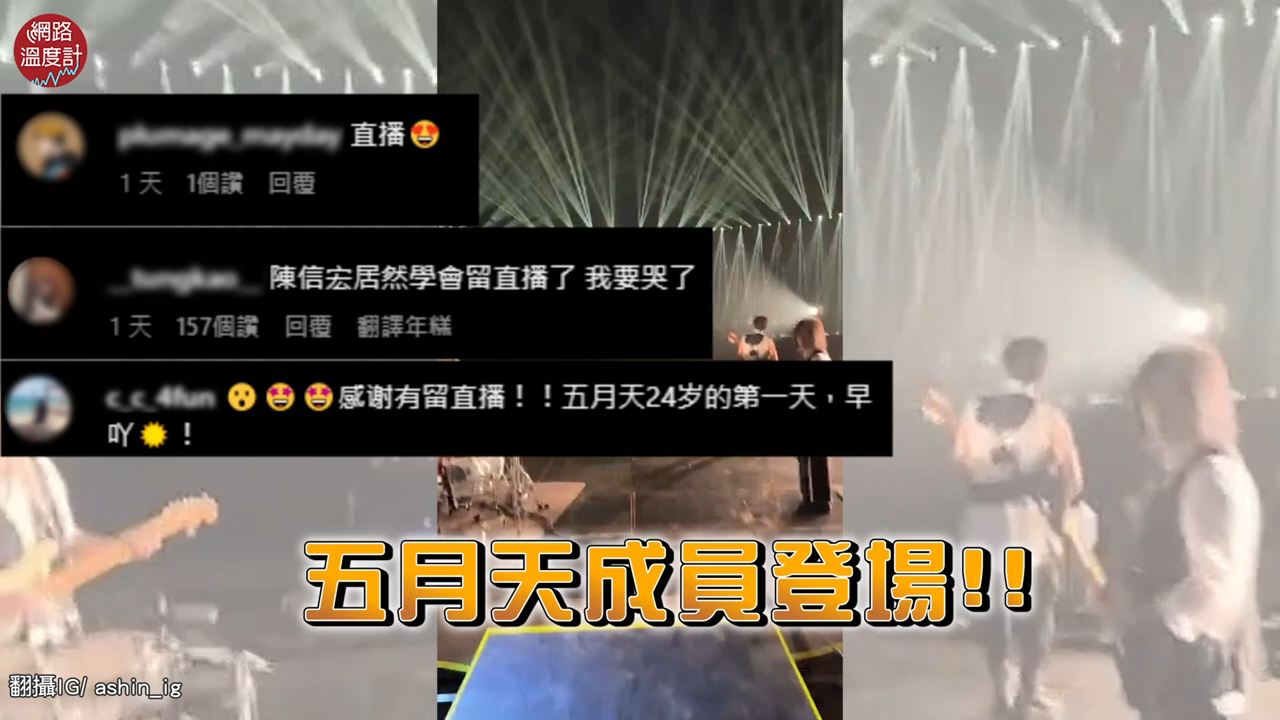 網路
溫度計
直播😍
1 天 1個讚 回覆
陳信宏居然學會留直播了 我要哭了
1 天 157個讚 回覆 翻譯年糕
c_c_4fun 😮🤩🤩感谢有留直播！！五月天24岁的第一天，早
吖☀️！
五月天成員登場!!
翻攝IG/ ashin_ig